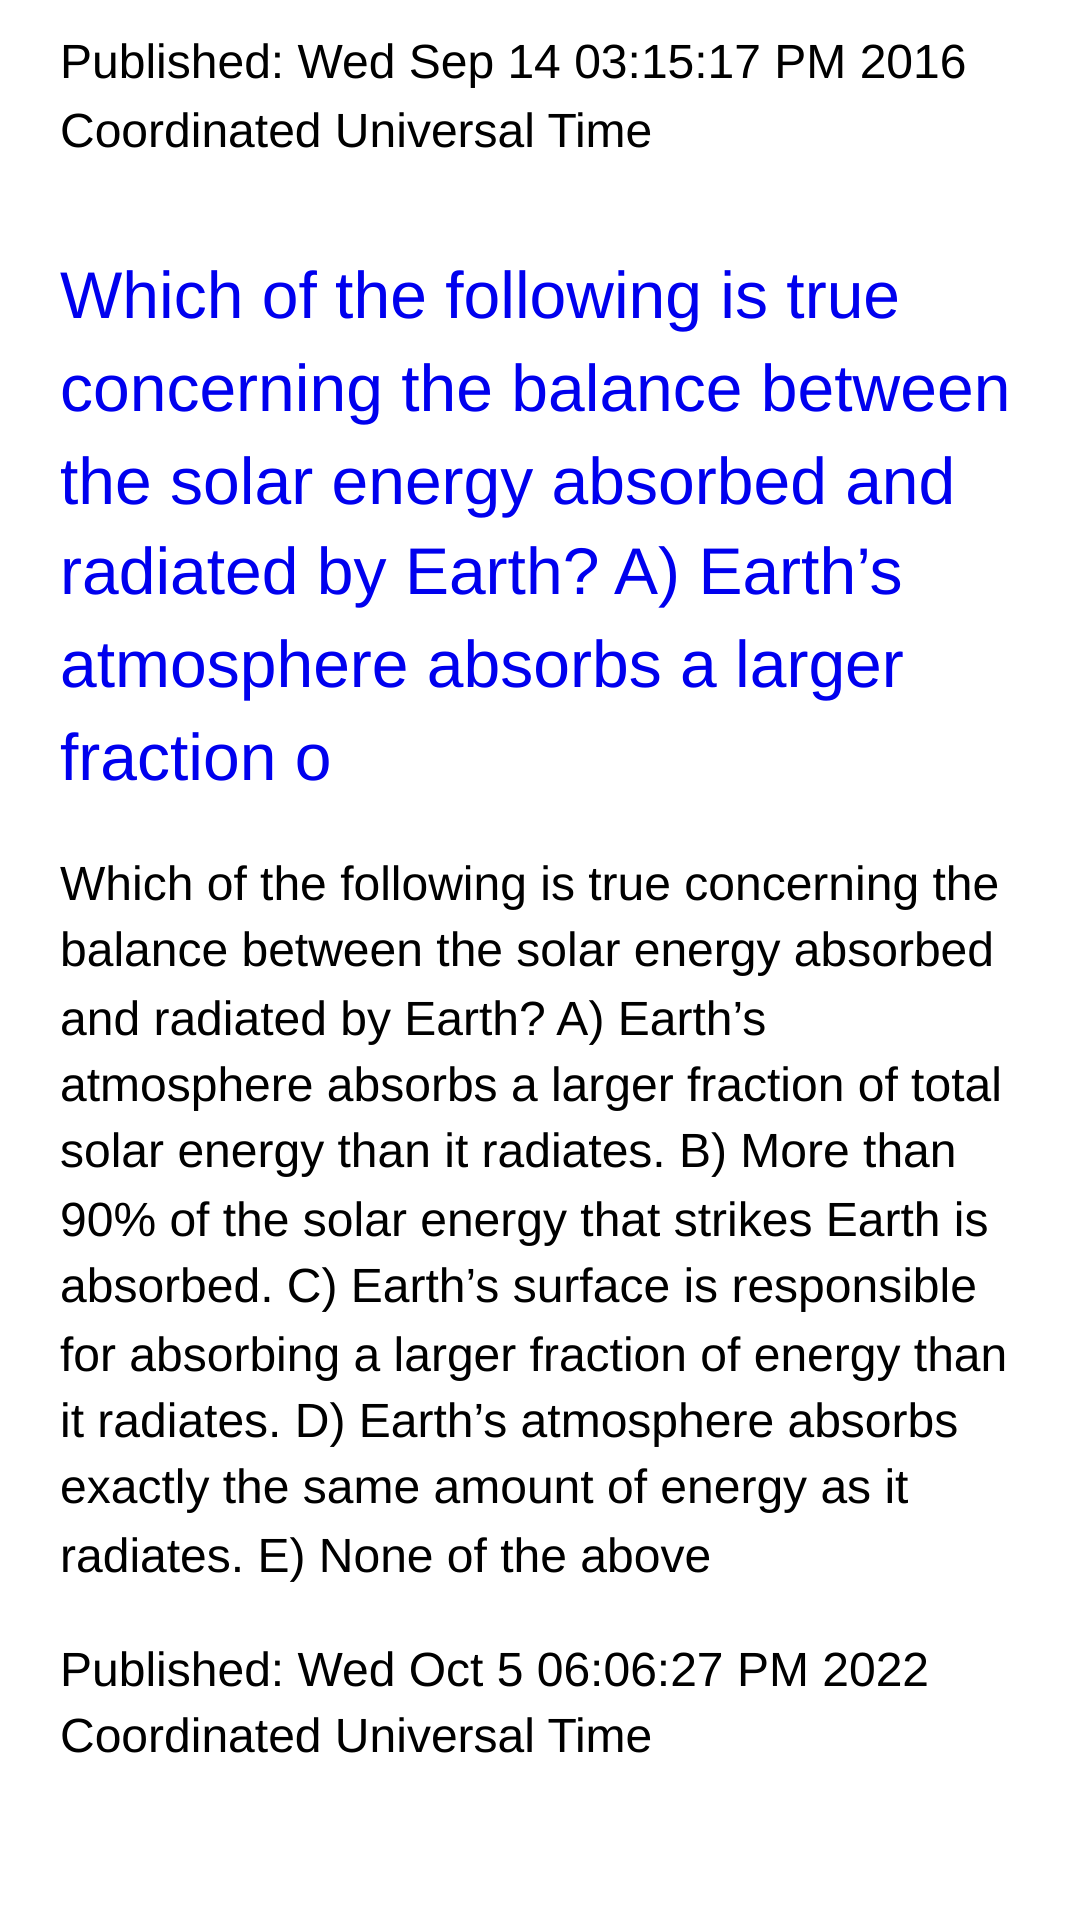 Published: Wed Sep 14 03:15:17 PM 2016
Coordinated Universal Time
Which of the following is true
concerning the balance between
the solar energy absorbed and
radiated by Earth? A) Earth’s
atmosphere absorbs a larger
fraction o
Which of the following is true concerning the
balance between the solar energy absorbed
and radiated by Earth? A) Earth’s
atmosphere absorbs a larger fraction of total
solar energy than it radiates. B) More than
90% of the solar energy that strikes Earth is
absorbed. C) Earth’s surface is responsible
for absorbing a larger fraction of energy than
it radiates. D) Earth’s atmosphere absorbs
exactly the same amount of energy as it
radiates. E) None of the above
Published: Wed Oct 5 06:06:27 PM 2022
Coordinated Universal Time